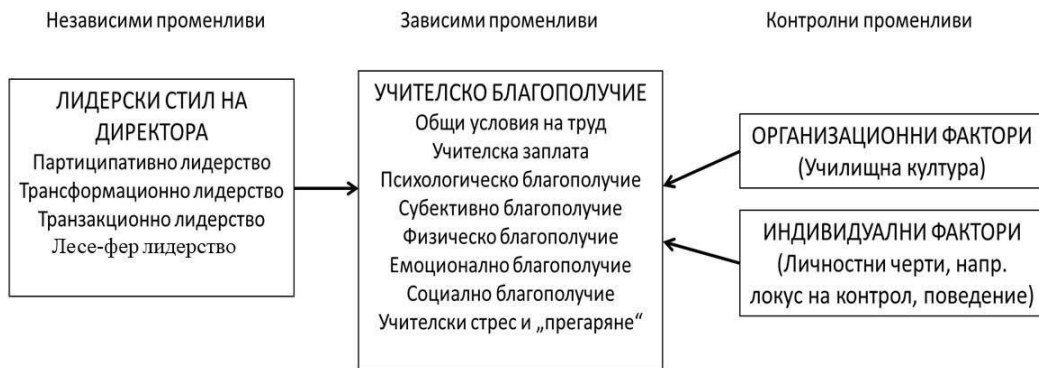 Независими променливи
Зависими променливи
Контролни променливи
ЛИДЕРСКИ СТИЛ НА
ДИРЕКТОРА
Партиципативно лидерство
Трансформационно лидерство
Транзакционно лидерство
Лесе-фер лидерство
УЧИТЕЛСКО БЛАГОПОЛУЧИЕ
Общи условия на труд
Учителска заплата
Психологическо благополучие
Субективно благополучие
Физическо благополучие
Емоционално благополучие
Социално благополучие
Учителски стрес и „прегаряне“
ОРГАНИЗАЦИОННИ ФАКТОРИ
(Училищна култура)
ИНДИВИДУАЛНИ ФАКТОРИ
(Личностни черти, напр.
локус на контрол, поведение)